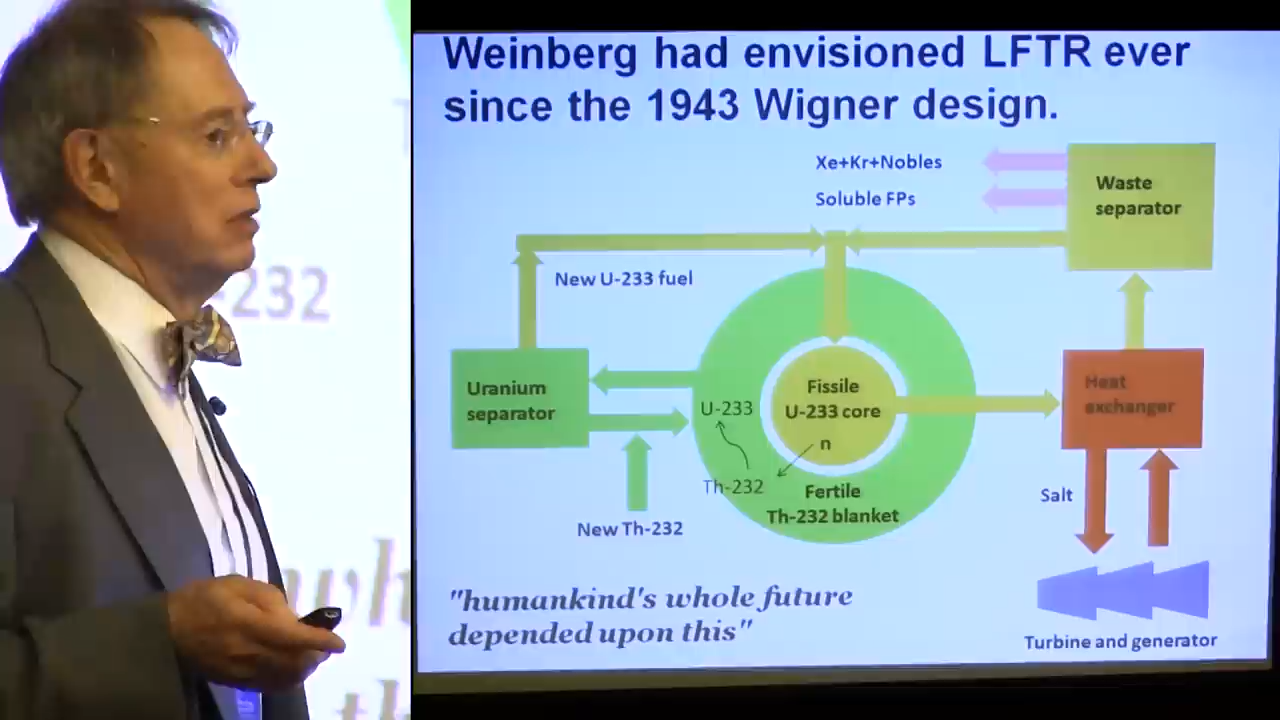 Weinberg had envisioned LFTR ever
since the 1943 Wigner design.
Xe+Kr+Nobles
Soluble FPs
Waste
separator
New U-233 fuel
Uranium
separator
U-233
Fissile
U-233 core
n
Th-232
Fertile
Th-232 blanket
New Th-232
Heat
exchanger
Salt
Turbine and generator
"humankind's whole future
depended upon this"
-232
wh
th